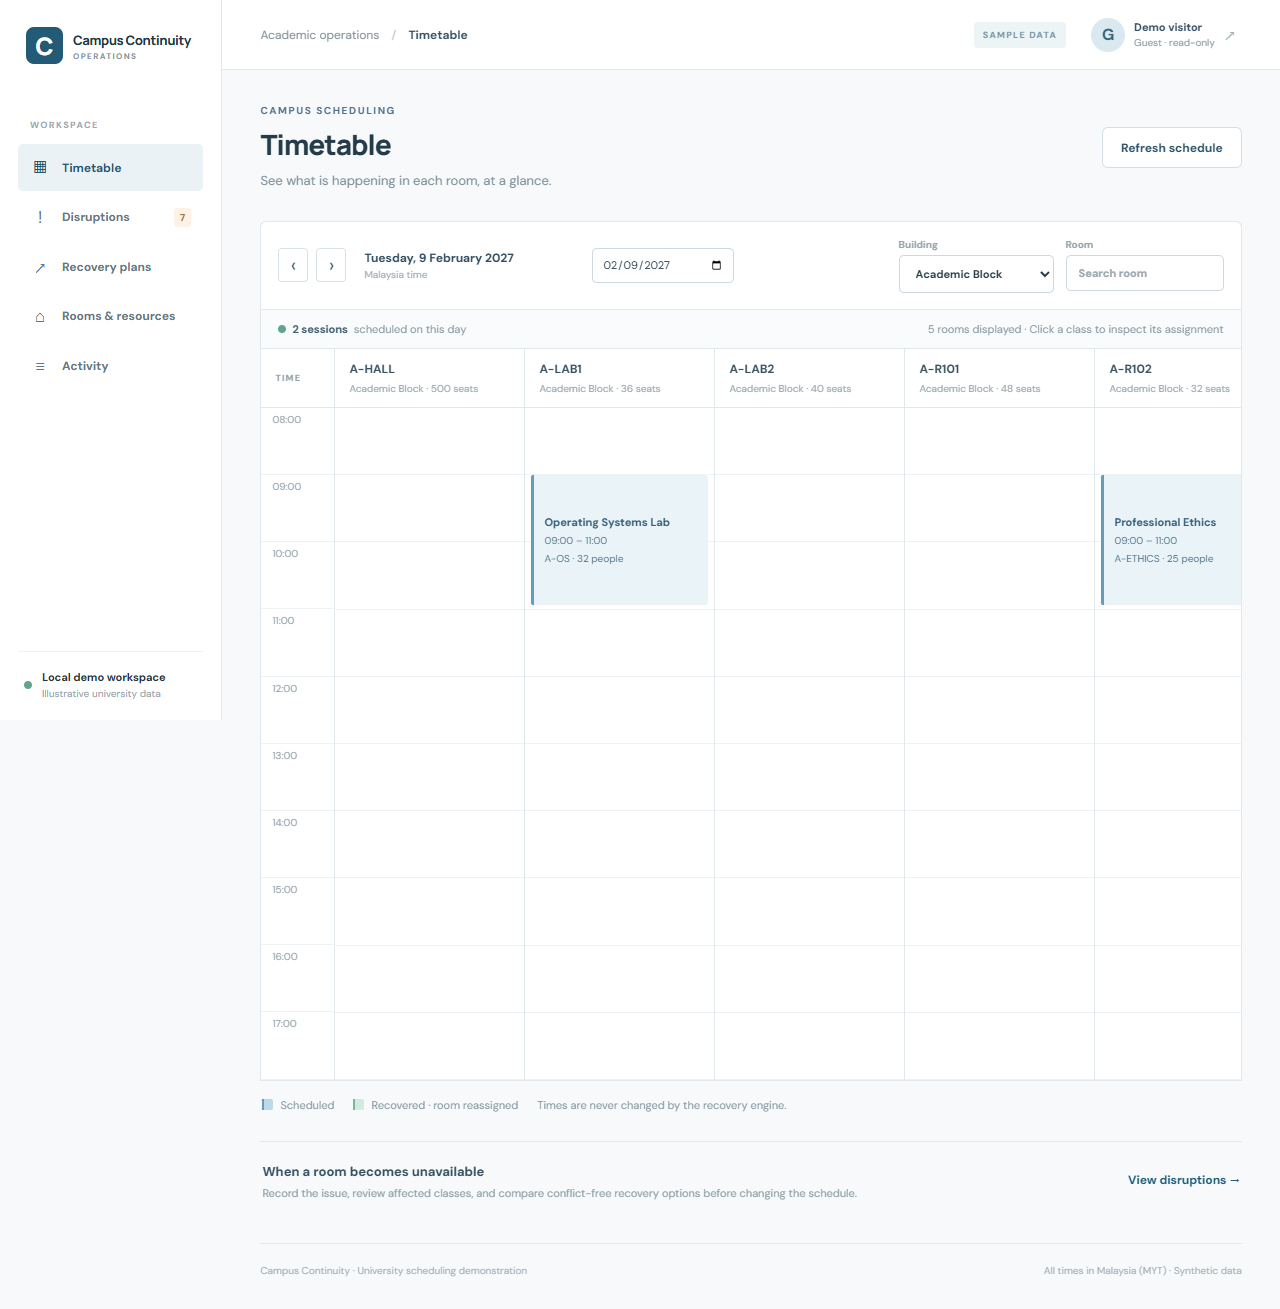 C
Campus Continuity
OPERATIONS
WORKSPACE
Timetable
! Disruptions 7
Recovery plans
Rooms & resources
Activity
Local demo workspace
Illustrative university data
Academic operations / Timetable
SAMPLE DATA
G
Demo visitor
Guest · read-only ↗
CAMPUS SCHEDULING
Timetable
See what is happening in each room, at a glance.
Refresh schedule
‹ ›
Tuesday, 9 February 2027
Malaysia time
02/09/2027
Building
Academic Block
Room
Search room
2 sessions scheduled on this day
5 rooms displayed · Click a class to inspect its assignment
TIME
A-HALL
Academic Block · 500 seats
A-LAB1
Academic Block · 36 seats
A-LAB2
Academic Block · 40 seats
A-R101
Academic Block · 48 seats
A-R102
Academic Block · 32 seats
08:00
09:00
Operating Systems Lab
09:00 – 11:00
A-OS · 32 people
Professional Ethics
09:00 – 11:00
A-ETHICS · 25 people
10:00
11:00
12:00
13:00
14:00
15:00
16:00
17:00
Scheduled
Recovered · room reassigned
Times are never changed by the recovery engine.
When a room becomes unavailable
Record the issue, review affected classes, and compare conflict-free recovery options before changing the schedule.
View disruptions →
Campus Continuity · University scheduling demonstration
All times in Malaysia (MYT) · Synthetic data